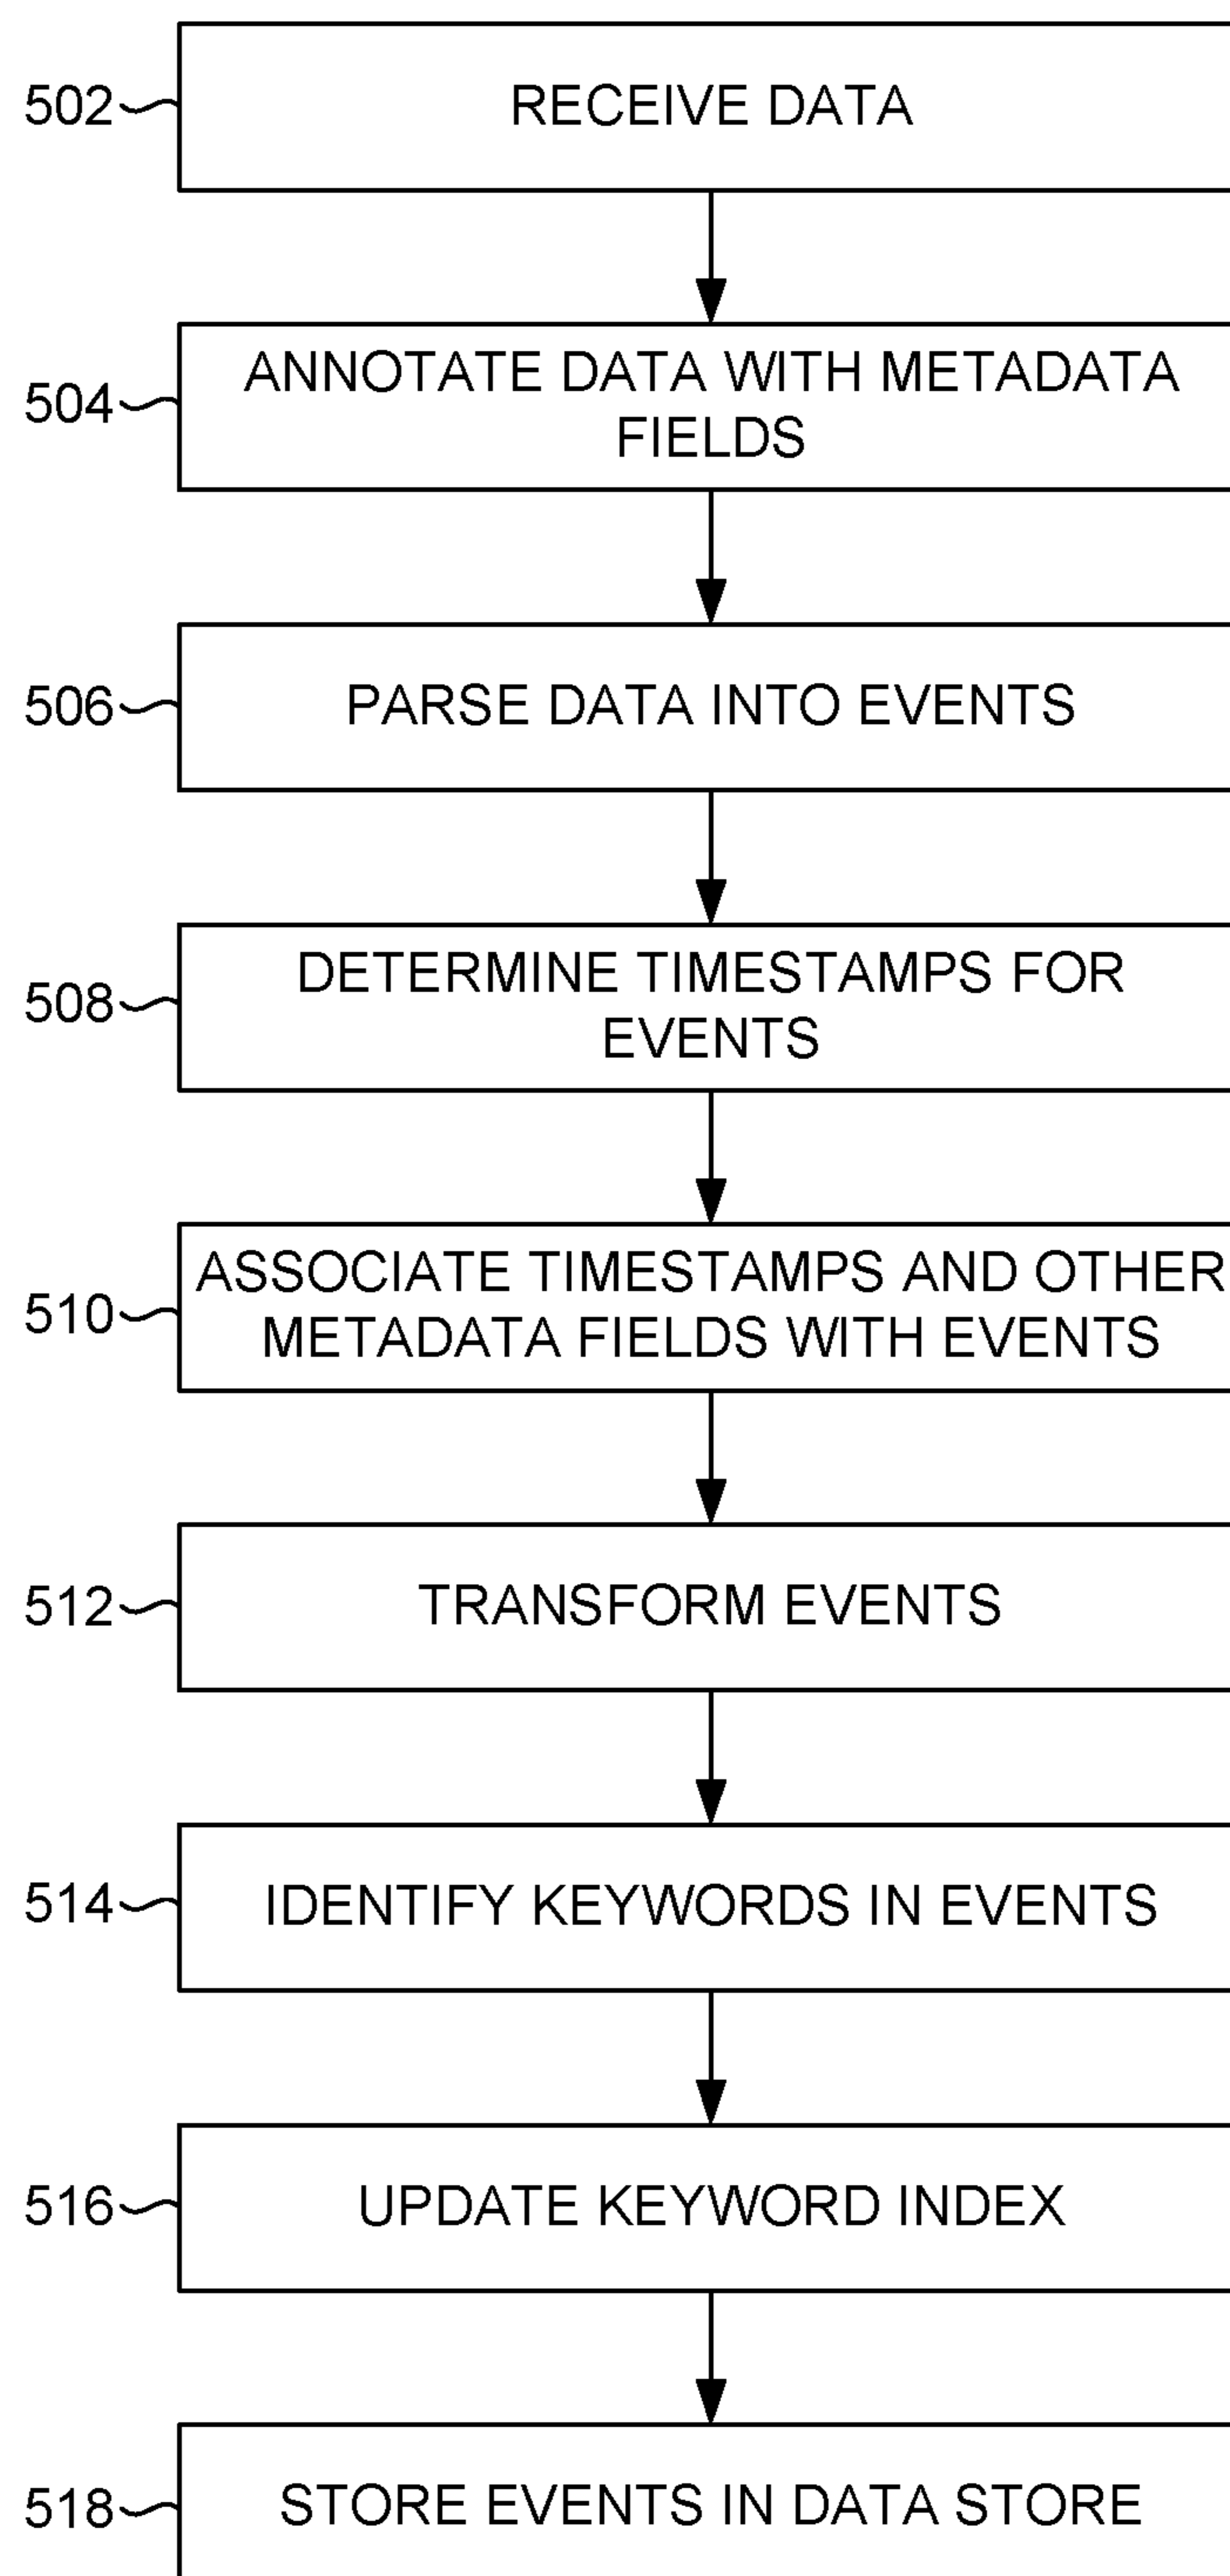 502
RECEIVE DATA
504
ANNOTATE DATA WITH METADATA
FIELDS
506
PARSE DATA INTO EVENTS
508
DETERMINE TIMESTAMPS FOR
EVENTS
510
ASSOCIATE TIMESTAMPS AND OTHER
METADATA FIELDS WITH EVENTS
512
TRANSFORM EVENTS
514
IDENTIFY KEYWORDS IN EVENTS
516
UPDATE KEYWORD INDEX
518
STORE EVENTS IN DATA STORE